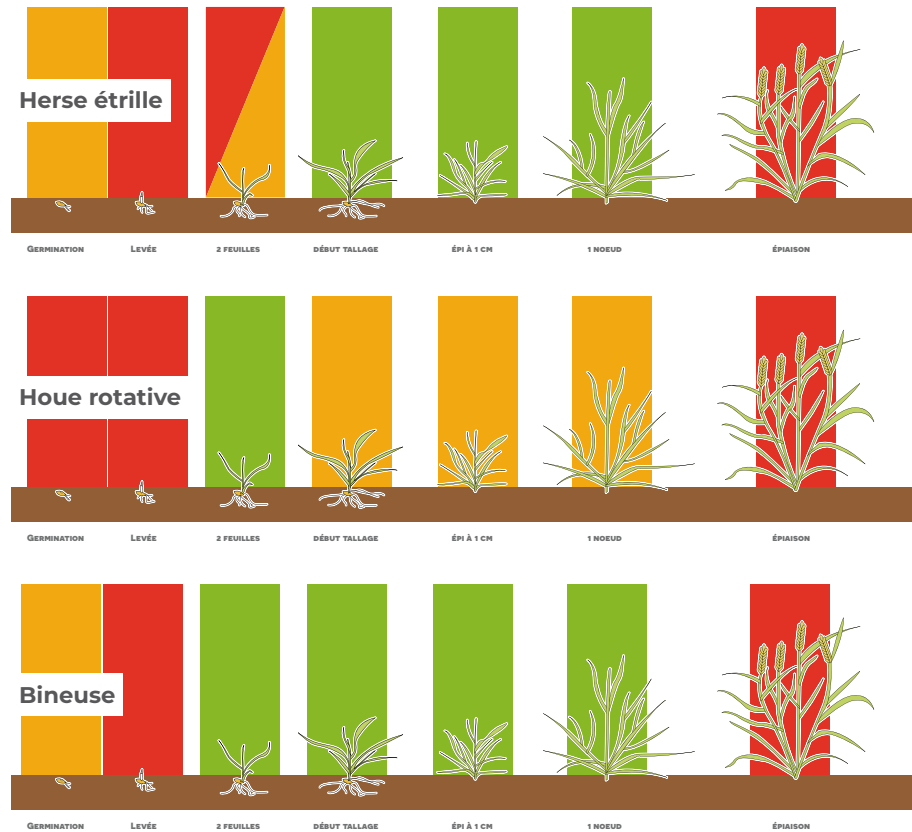 Herse étrille
Germination Levée 2 feuilles début tallage épi à 1 cm 1 noeud épiaison
Houe rotative
Germination Levée 2 feuilles début tallage épi à 1 cm 1 noeud épiaison
Bineuse
Germination Levée 2 feuilles début tallage épi à 1 cm 1 noeud épiaison